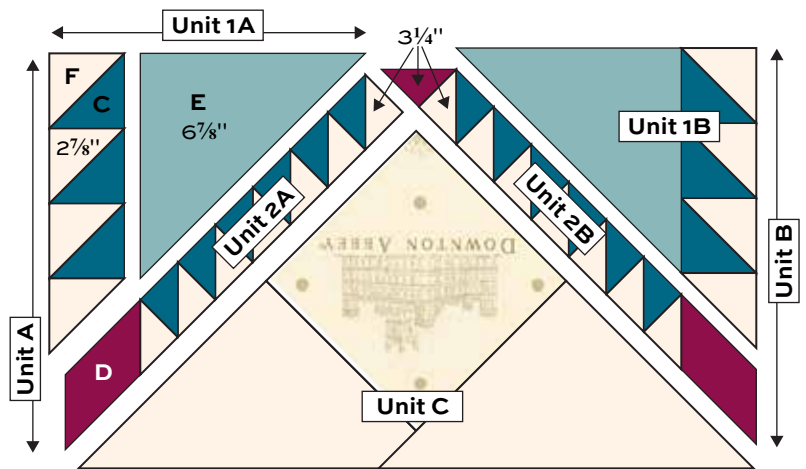 Unit 1A
F
C
E
6⅞"
2⅞"
3¼"
Unit 1B
Unit 2A
Unit 2B
DOWNTON ABBEY
Unit A
Unit B
D
Unit C